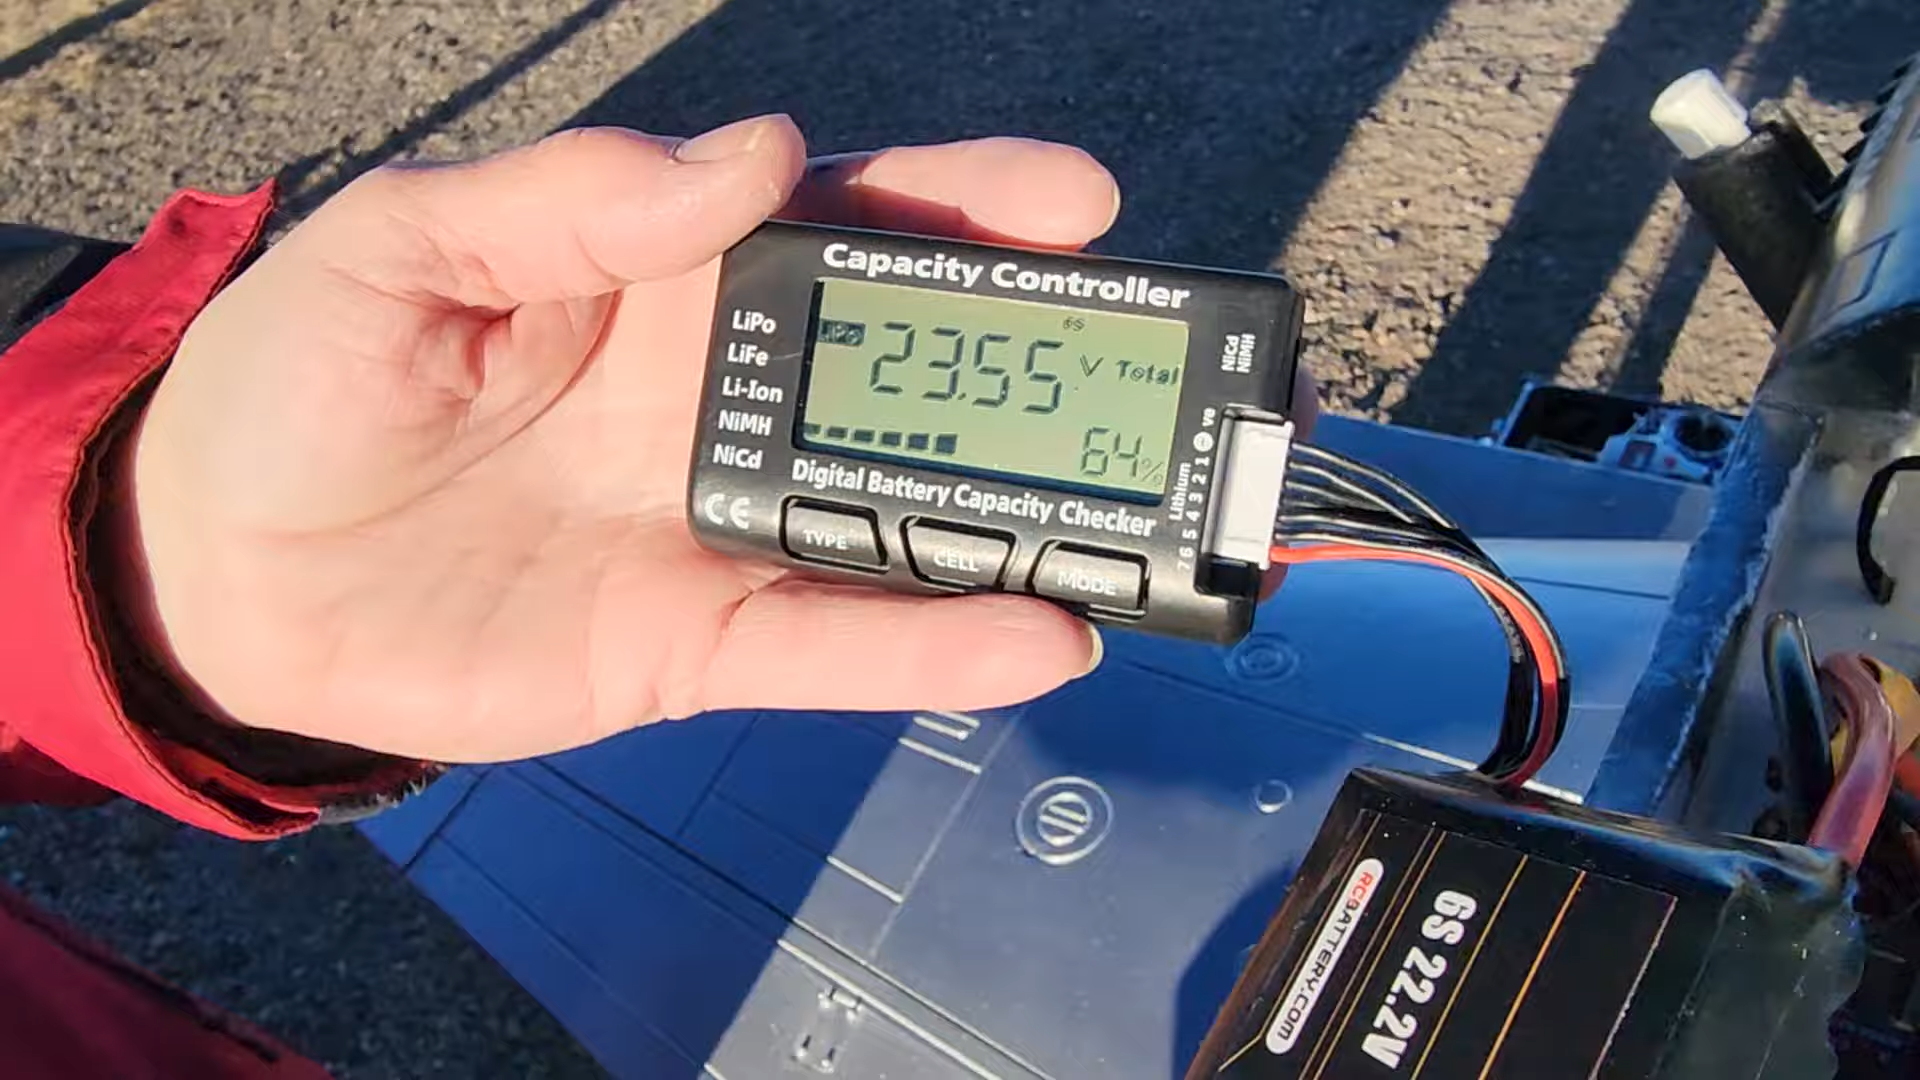 Capacity Controller
LiPo
LiFe
Li-Ion
NiMH
NiCd
LiPo
6S
23.55 V Total
64%
NiCd
NiMH
Lithium
7 6 5 4 3 2 1 ⊖ ve
Digital Battery Capacity Checker
CE
TYPE
CELL
MODE
RCBATTERY.COM
6S 22.2V